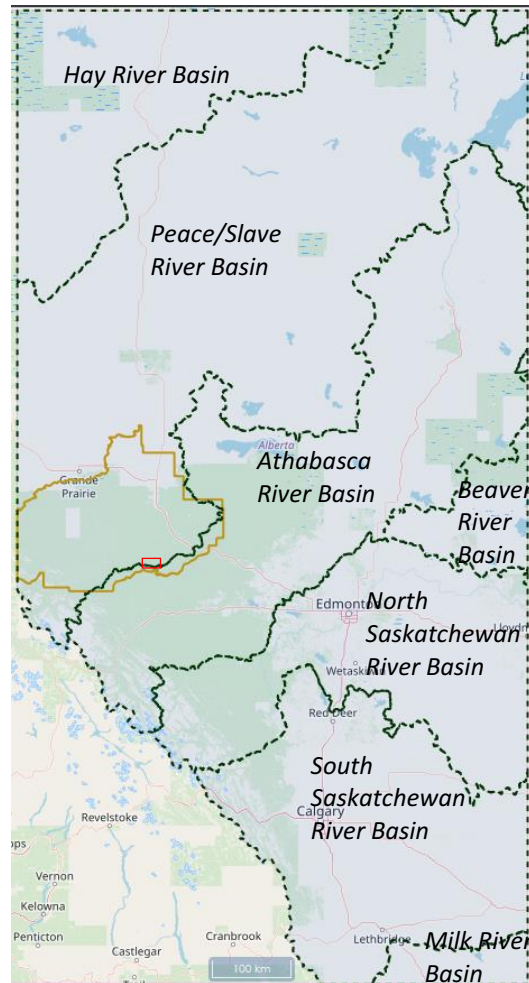 Hay River Basin
L
Peace/Slave
River Basin
Alberta
Athabasca
River Basin
Grande
Prairie
Beaver
River
Basin
Edmonton
North
Saskatchewan
River Basin
Lloydm
Wetaskiwin
Red Deer
South
Saskatchewan
River Basin
Calgary
Revelstoke
ops
Vernon
Kelowna
Penticton
Cranbrook
Castlegar
Lethbridge
Milk River
Basin
100 km